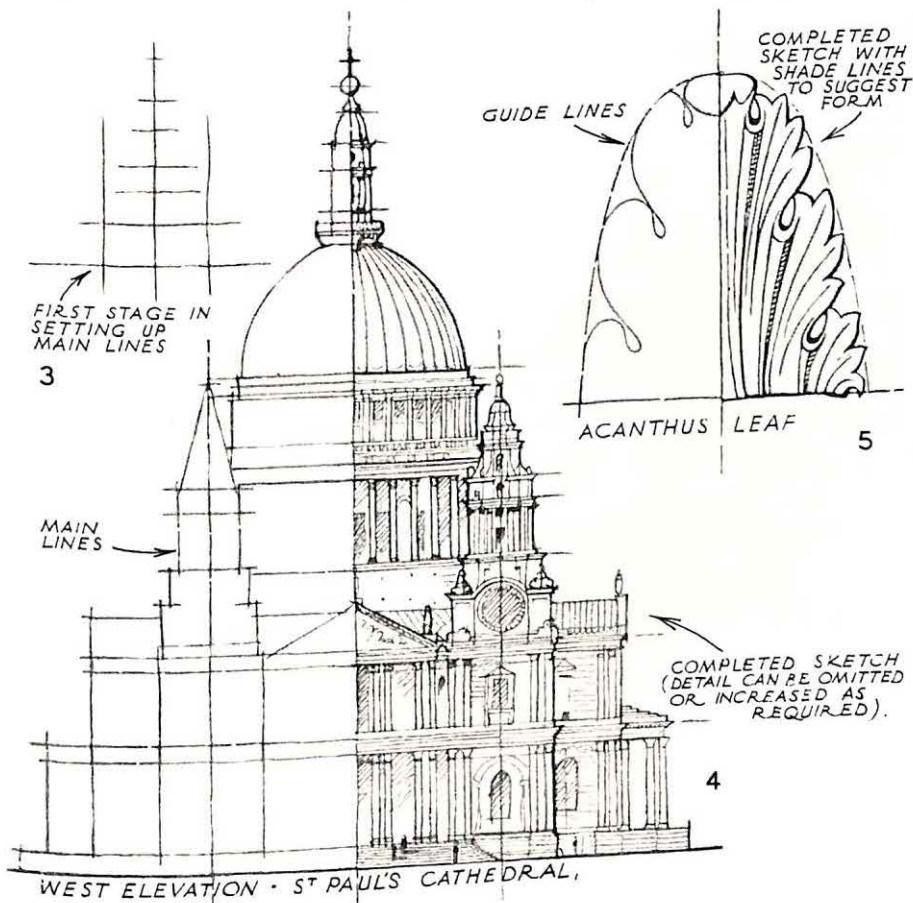 FIRST STAGE IN
SETTING UP
MAIN LINES
3
GUIDE LINES
COMPLETED
SKETCH WITH
SHADE LINES
TO SUGGEST
FORM
ACANTHUS LEAF
5
MAIN
LINES
COMPLETED SKETCH
(DETAIL CAN BE OMITTED
OR INCREASED AS
REQUIRED).
4
WEST ELEVATION · ST PAUL'S CATHEDRAL,